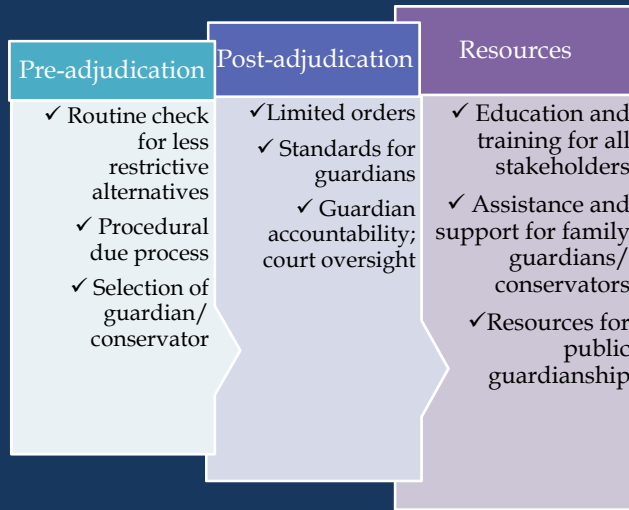 Pre-adjudication
✓ Routine check
for less
restrictive
alternatives
✓ Procedural
due process
✓ Selection of
guardian/
conservator
Post-adjudication
✓Limited orders
✓ Standards for
guardians
✓ Guardian
accountability;
court oversight
Resources
✓ Education and
training for all
stakeholders
✓ Assistance and
support for family
guardians/
conservators
✓Resources for
public
guardianship